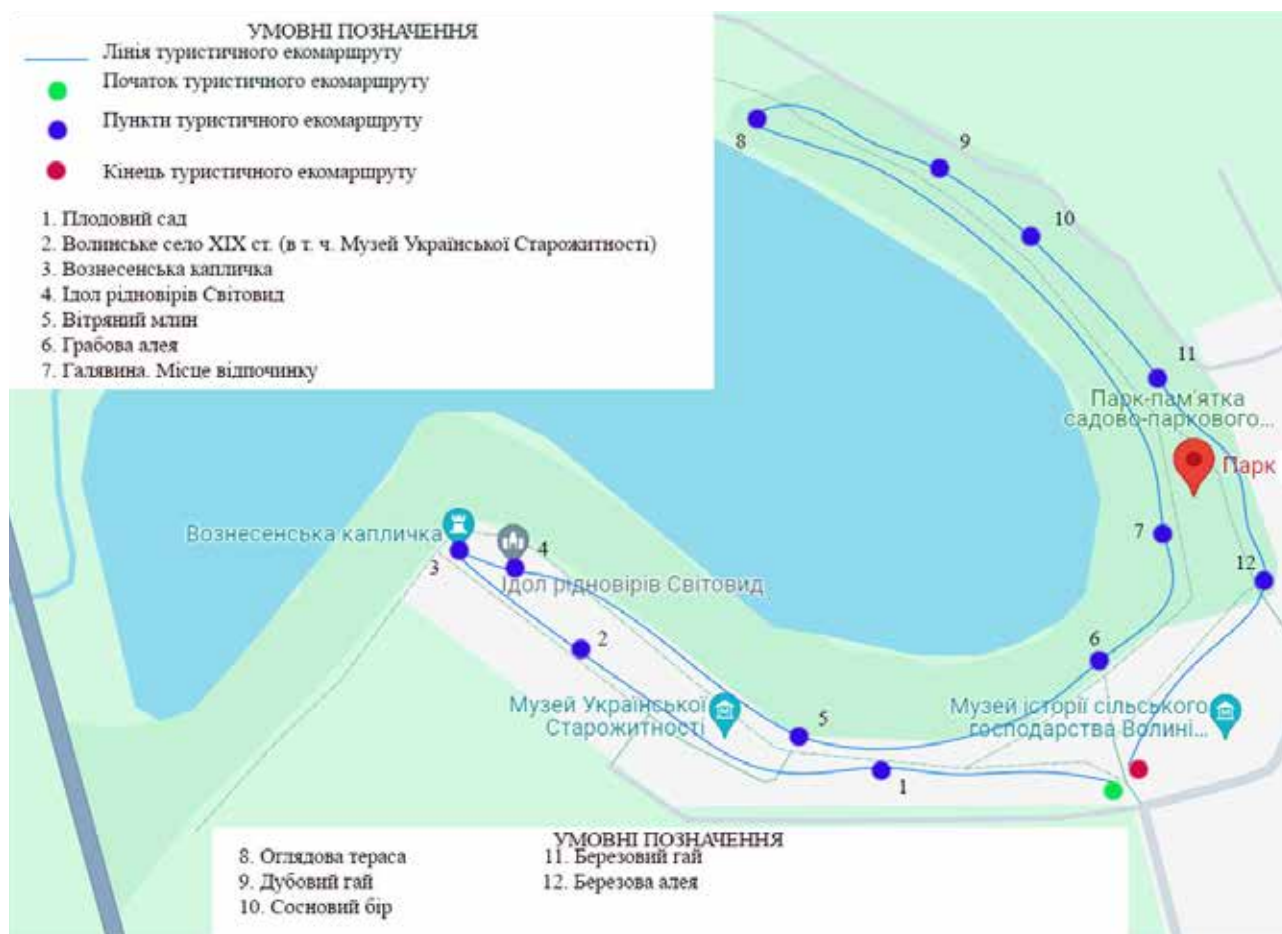 УМОВНІ ПОЗНАЧЕННЯ
Лінія туристичного екомаршруту
Початок туристичного екомаршруту
Пункти туристичного екомаршруту
Кінець туристичного екомаршруту
1. Плодовий сад
2. Волинське село XIX ст. (в т. ч. Музей Української Старожитності)
3. Вознесенська капличка
4. Ідол рідновірів Світовид
5. Вітряний млин
6. Грабова алея
7. Галявина. Місце відпочинку
8
9
10
11
Парк-пам'ятка
садово-паркового...
Парк
7
12
Вознесенська капличка
3
4
Ідол рідновірів Світовид
2
6
Музей Української
Старожитності
5
Музей історії сільського
господарства Волині...
1
УМОВНІ ПОЗНАЧЕННЯ
8. Оглядова тераса
9. Дубовий гай
10. Сосновий бір
11. Березовий гай
12. Березова алея